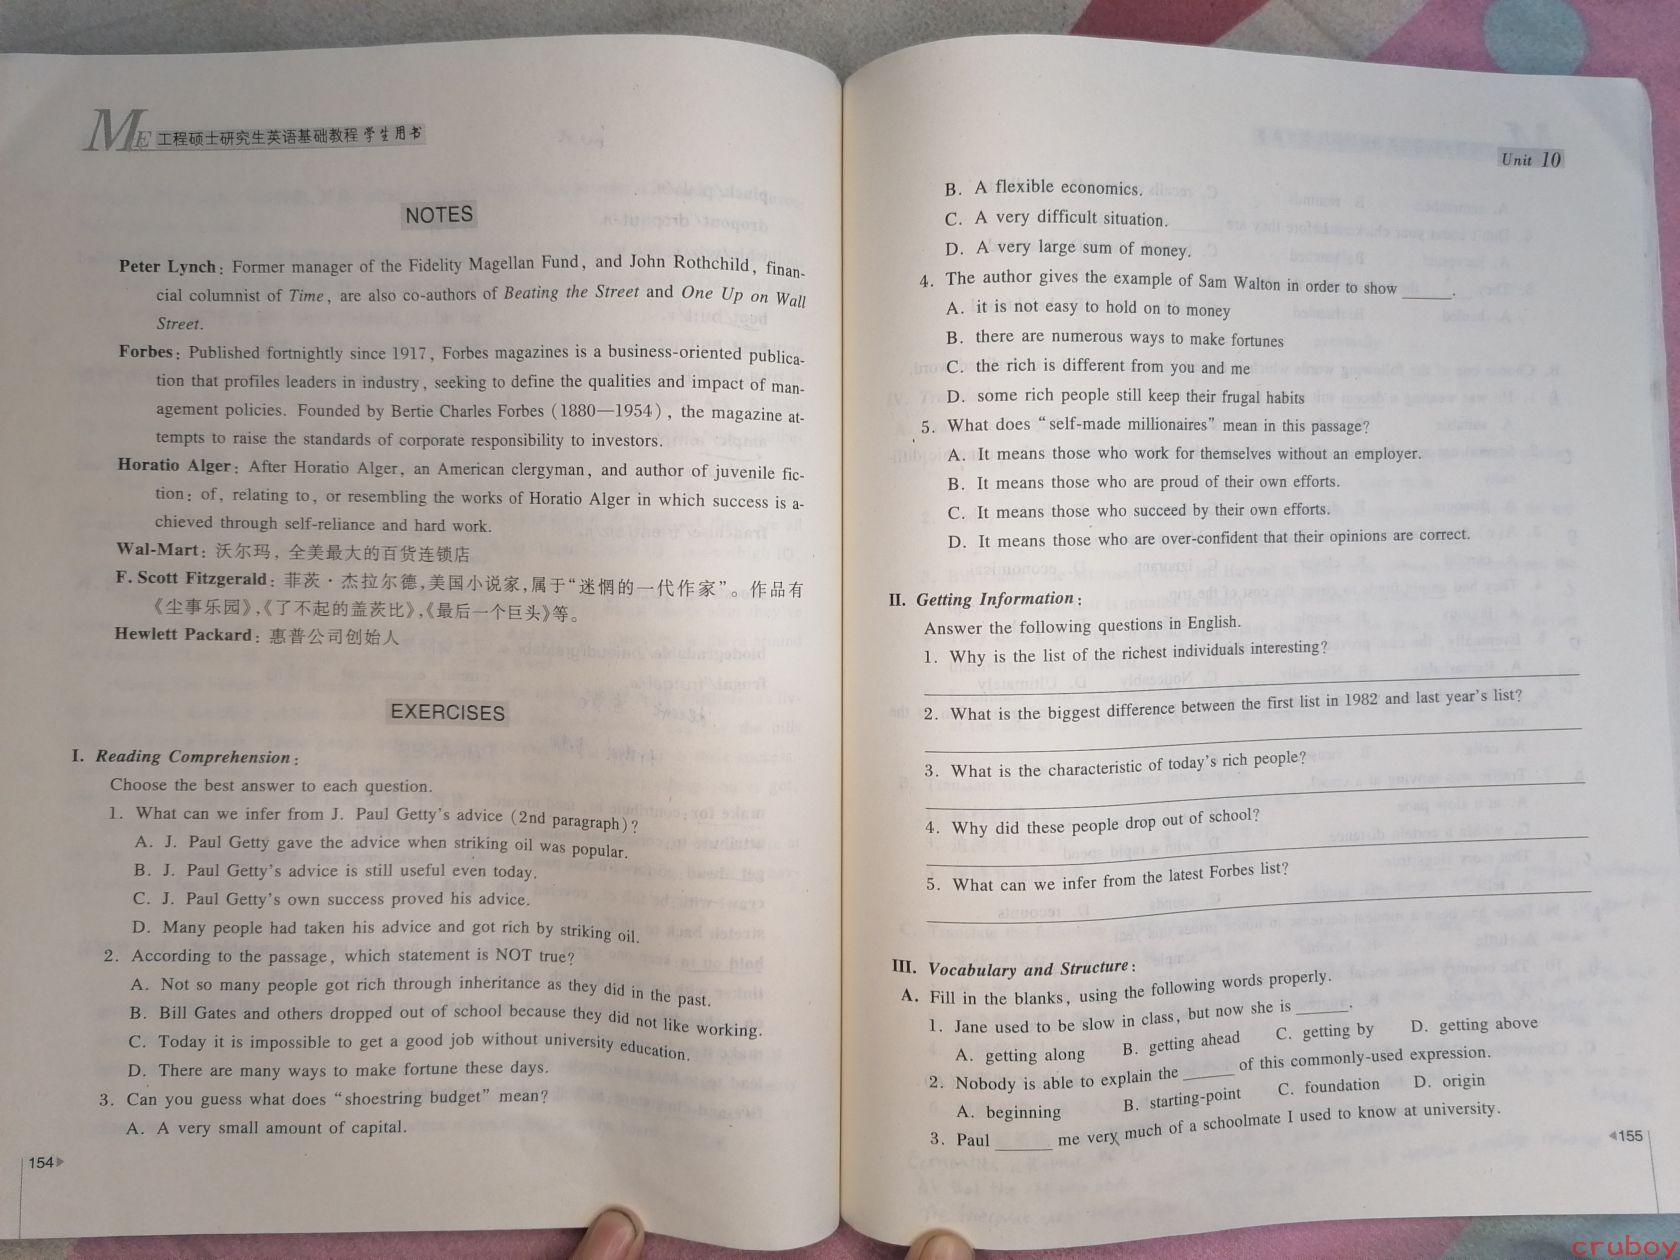 ME 工程硕士研究生英语基础教程 学生用书
NOTES
Peter Lynch: Former manager of the Fidelity Magellan Fund, and John Rothchild, finan-
cial columnist of Time, are also co-authors of Beating the Street and One Up on Wall
Street.
Forbes: Published fortnightly since 1917, Forbes magazines is a business-oriented publica-
tion that profiles leaders in industry, seeking to define the qualities and impact of man-
agement policies. Founded by Bertie Charles Forbes (1880—1954), the magazine at-
tempts to raise the standards of corporate responsibility to investors.
Horatio Alger: After Horatio Alger, an American clergyman, and author of juvenile fic-
tion: of, relating to, or resembling the works of Horatio Alger in which success is a-
chieved through self-reliance and hard work.
Wal-Mart: 沃尔玛, 全美最大的百货连锁店
F. Scott Fitzgerald: 菲茨·杰拉尔德,美国小说家,属于“迷惘的一代作家”。作品有
《尘事乐园》,《了不起的盖茨比》,《最后一个巨头》等。
Hewlett Packard: 惠普公司创始人
EXERCISES
I. Reading Comprehension:
Choose the best answer to each question.
1. What can we infer from J. Paul Getty's advice (2nd paragraph)?
A. J. Paul Getty gave the advice when striking oil was popular.
B. J. Paul Getty's advice is still useful even today.
C. J. Paul Getty's own success proved his advice.
D. Many people had taken his advice and got rich by striking oil.
2. According to the passage, which statement is NOT true?
A. Not so many people got rich through inheritance as they did in the past.
B. Bill Gates and others dropped out of school because they did not like working.
C. Today it is impossible to get a good job without university education.
D. There are many ways to make fortune these days.
3. Can you guess what does “shoestring budget” mean?
A. A very small amount of capital.
154
Unit 10
B. A flexible economics.
C. A very difficult situation.
D. A very large sum of money.
4. The author gives the example of Sam Walton in order to show ______.
A. it is not easy to hold on to money
B. there are numerous ways to make fortunes
C. the rich is different from you and me
D. some rich people still keep their frugal habits
5. What does “self-made millionaires” mean in this passage?
A. It means those who work for themselves without an employer.
B. It means those who are proud of their own efforts.
C. It means those who succeed by their own efforts.
D. It means those who are over-confident that their opinions are correct.
II. Getting Information:
Answer the following questions in English.
1. Why is the list of the richest individuals interesting?
2. What is the biggest difference between the first list in 1982 and last year's list?
3. What is the characteristic of today's rich people?
4. Why did these people drop out of school?
5. What can we infer from the latest Forbes list?
III. Vocabulary and Structure:
A. Fill in the blanks, using the following words properly.
1. Jane used to be slow in class, but now she is ______.
A. getting along B. getting ahead C. getting by D. getting above
2. Nobody is able to explain the ______ of this commonly-used expression.
A. beginning B. starting-point C. foundation D. origin
3. Paul ______ me very much of a schoolmate I used to know at university.
155
cruboy